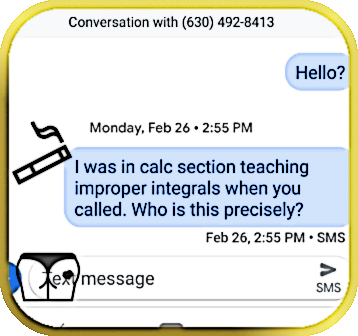 Conversation with (630) 492-8413
Hello?
Monday, Feb 26 • 2:55 PM
I was in calc section teaching
improper integrals when you
called. Who is this precisely?
Feb 26, 2:55 PM • SMS
Text message
SMS